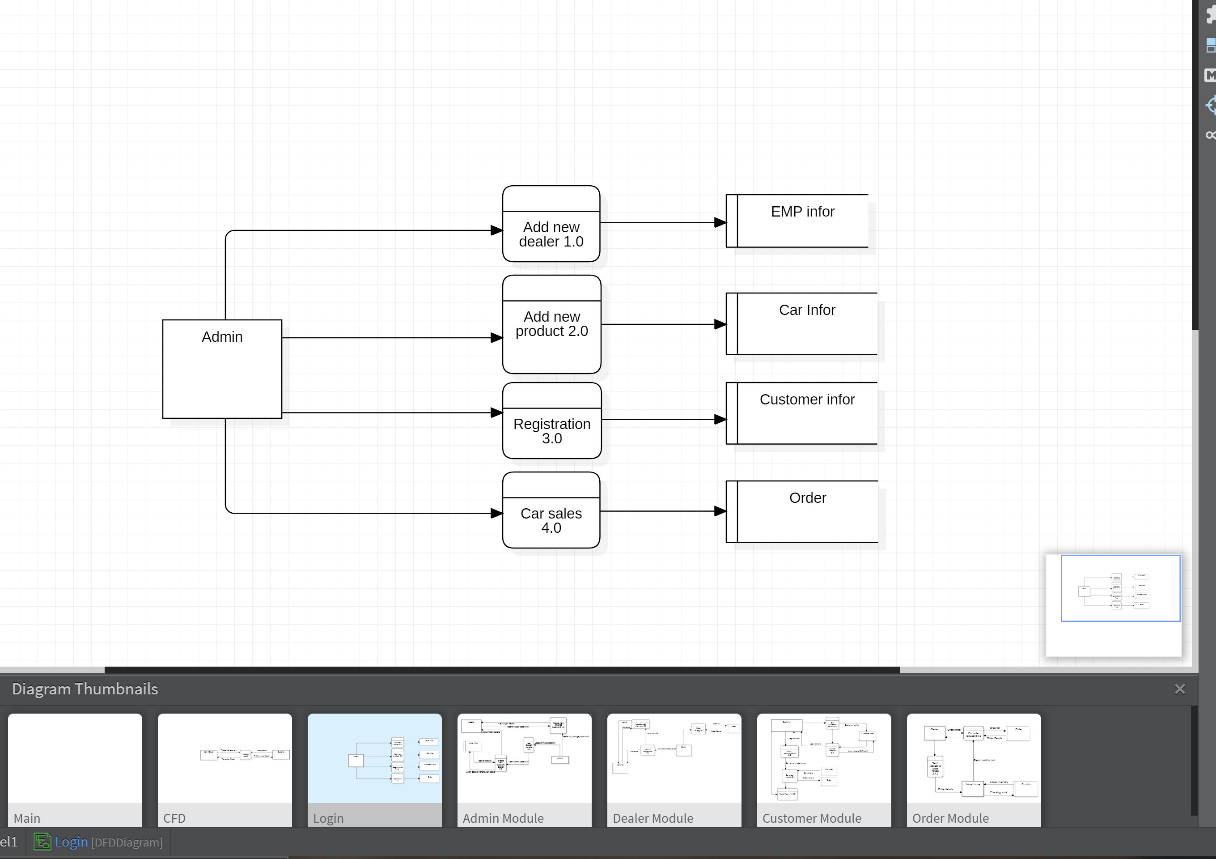 EMP infor
Add new
dealer 1.0
Car Infor
Add new
product 2.0
Admin
Customer infor
Registration
3.0
Order
Car sales
4.0
Diagram Thumbnails
Main
CFD
Login
Admin Module
Dealer Module
Customer Module
Order Module
el1
Login [DFDDiagram]